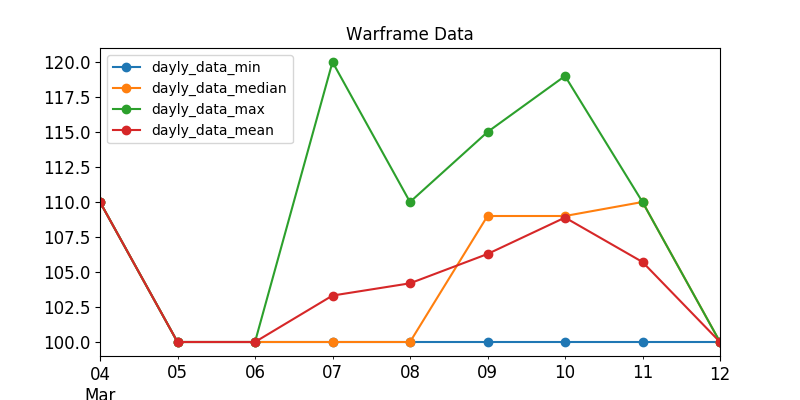 Warframe Data
dayly_data_min
dayly_data_median
dayly_data_max
dayly_data_mean
120.0
117.5
115.0
112.5
110.0
107.5
105.0
102.5
100.0
04 05 06 07 08 09 10 11 12
Mar